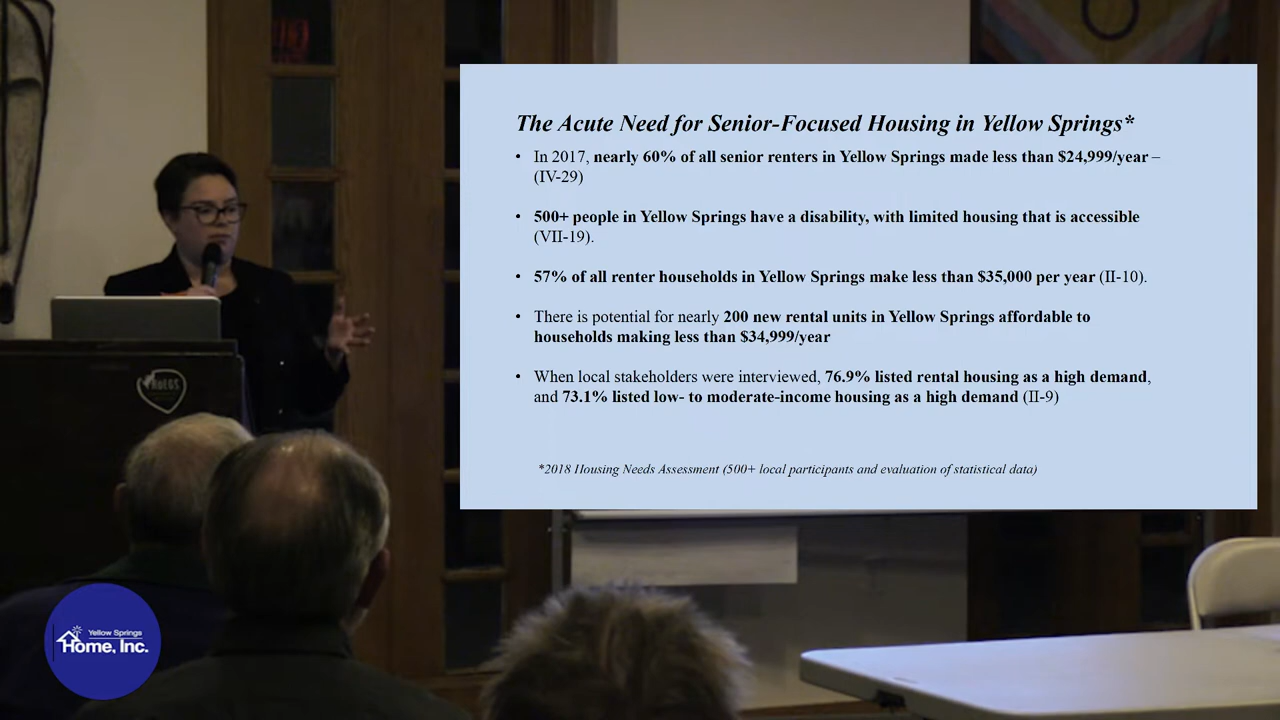 The Acute Need for Senior-Focused Housing in Yellow Springs*
• In 2017, nearly 60% of all senior renters in Yellow Springs made less than $24,999/year –
(IV-29)
• 500+ people in Yellow Springs have a disability, with limited housing that is accessible
(VII-19).
• 57% of all renter households in Yellow Springs make less than $35,000 per year (II-10).
• There is potential for nearly 200 new rental units in Yellow Springs affordable to
households making less than $34,999/year
• When local stakeholders were interviewed, 76.9% listed rental housing as a high demand,
and 73.1% listed low- to moderate-income housing as a high demand (II-9)
*2018 Housing Needs Assessment (500+ local participants and evaluation of statistical data)
Yellow Springs
Home, Inc.